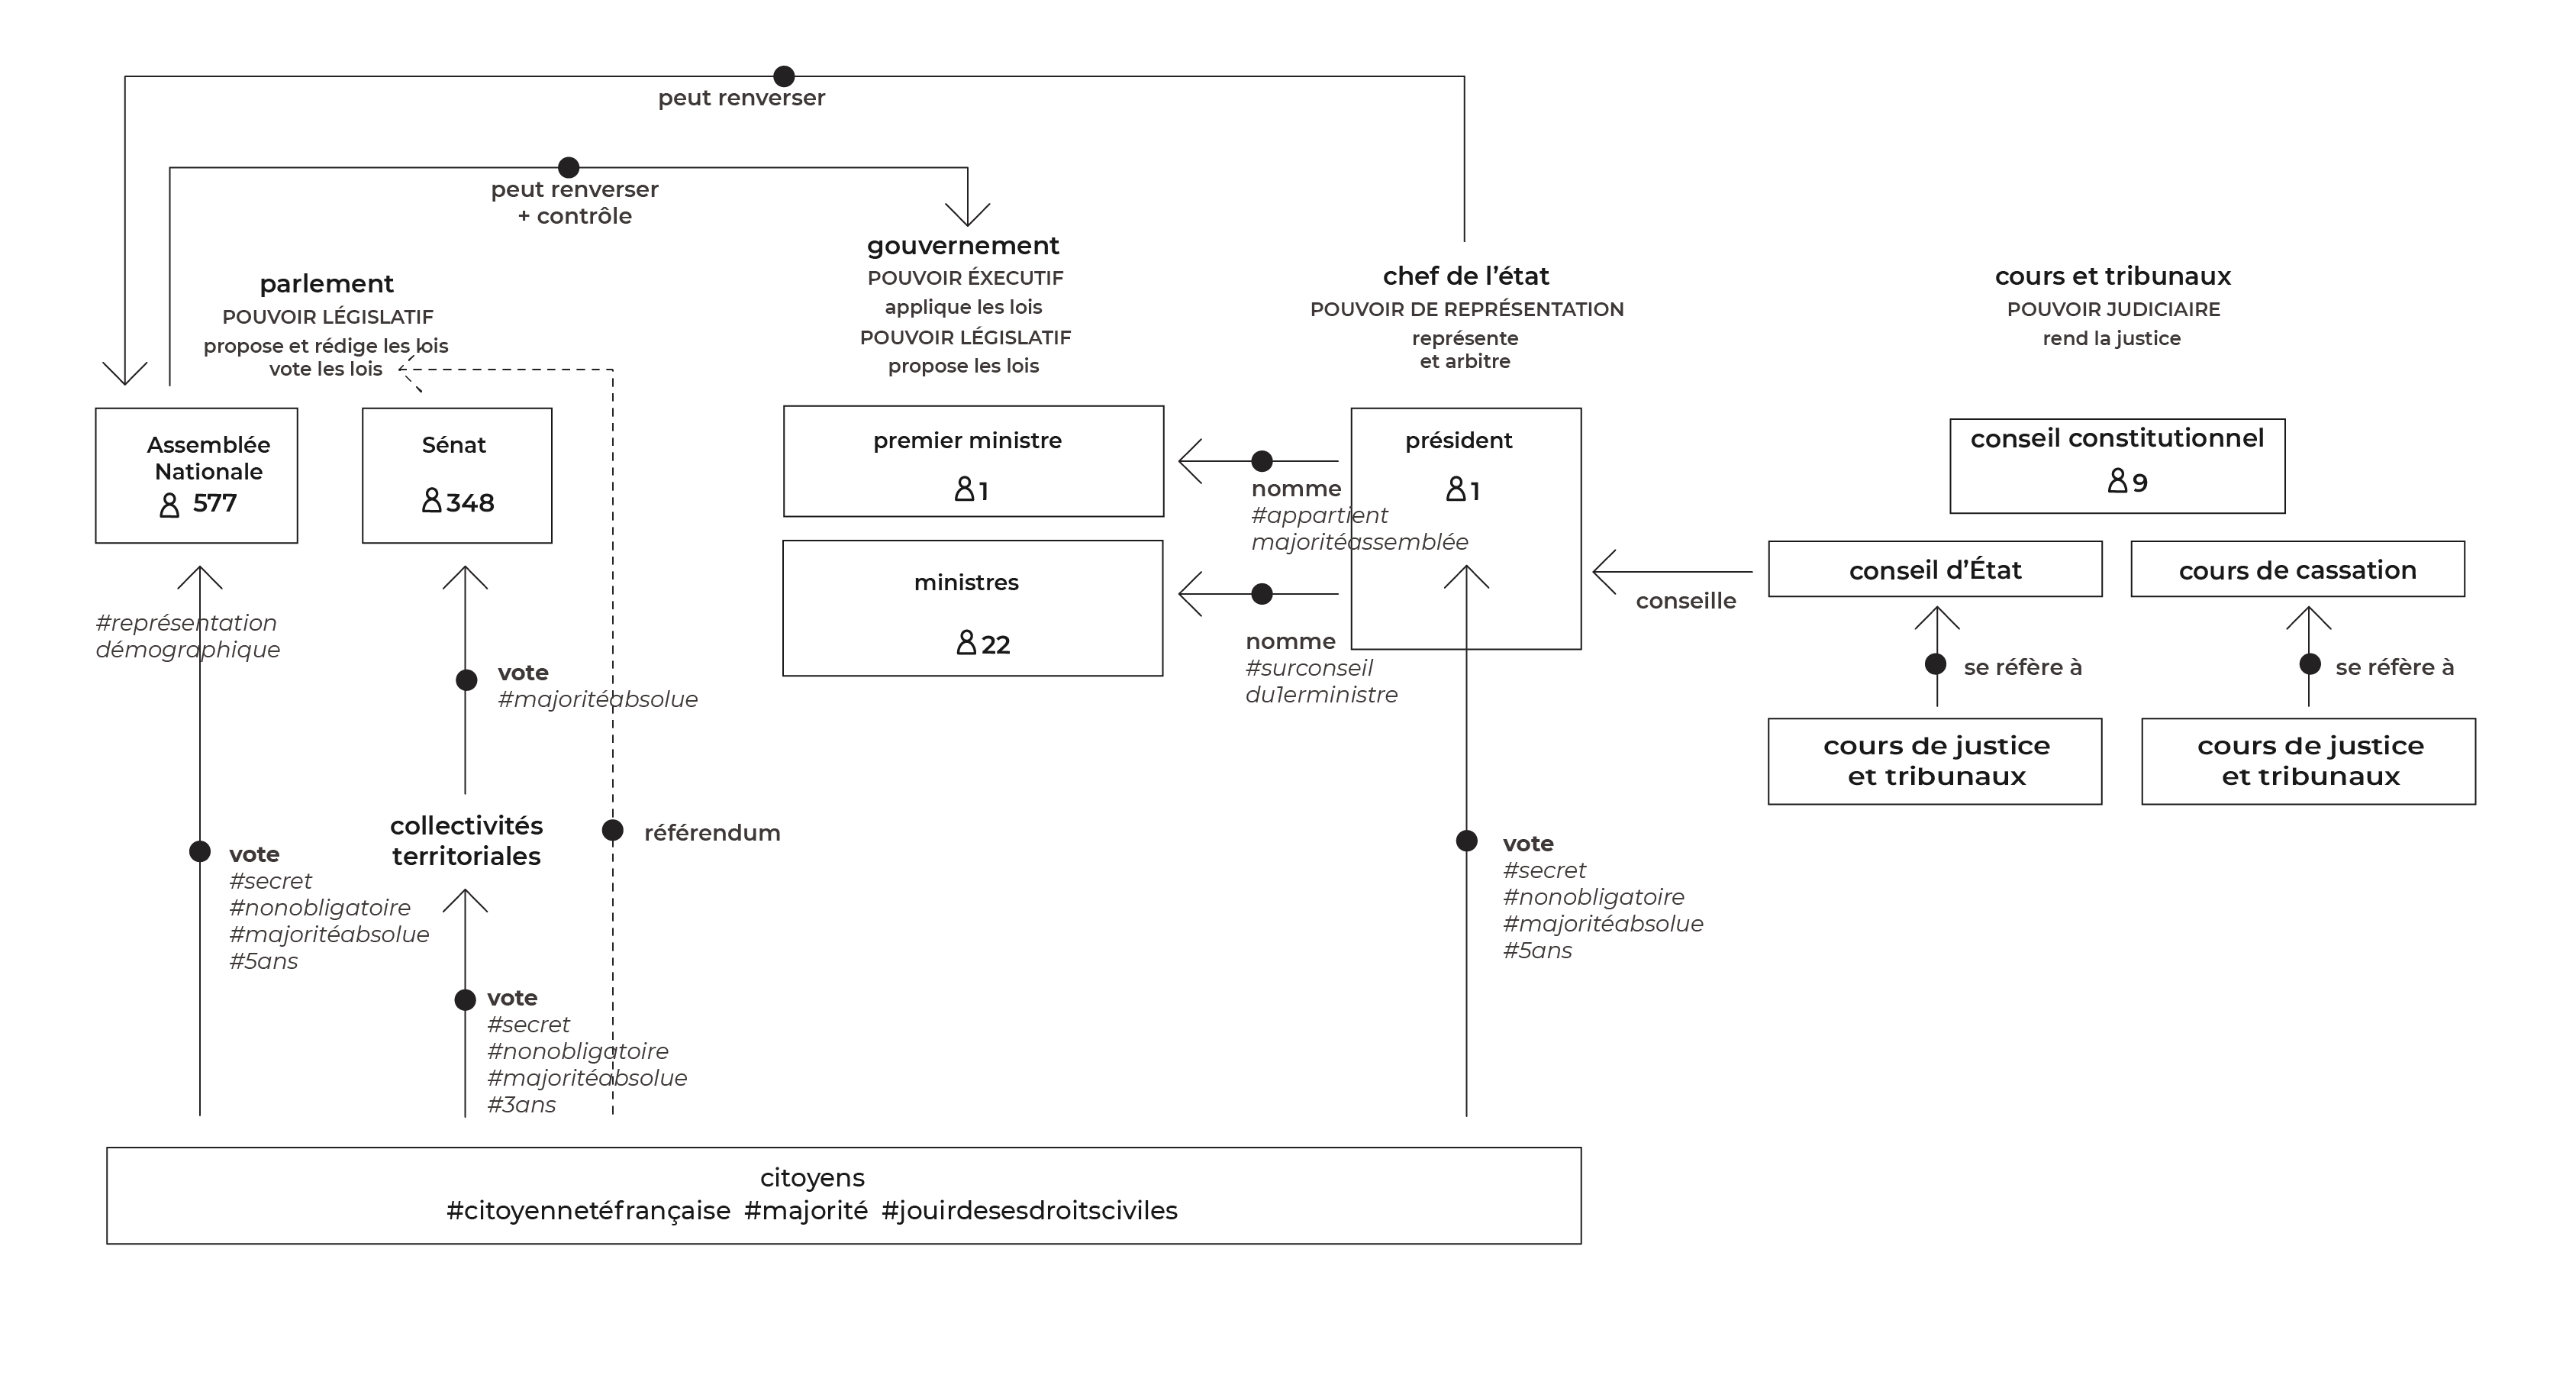 peut renverser
peut renverser
+ contrôle
parlement
POUVOIR LÉGISLATIF
propose et rédige les lois
vote les lois
gouvernement
POUVOIR ÉXECUTIF
applique les lois
POUVOIR LÉGISLATIF
propose les lois
chef de l'état
POUVOIR DE REPRÉSENTATION
représente
et arbitre
cours et tribunaux
POUVOIR JUDICIAIRE
rend la justice
Assemblée
Nationale
577
Sénat
348
premier ministre
1
ministres
22
nomme
#appartient
majoritéassemblée
nomme
#surconseil
du1erministre
président
1
conseille
conseil constitutionnel
9
conseil d'État
cours de cassation
se réfère à
se réfère à
cours de justice
et tribunaux
cours de justice
et tribunaux
#représentation
démographique
vote
#majoritéabsolue
collectivités
territoriales
référendum
vote
#secret
#nonobligatoire
#majoritéabsolue
#5ans
vote
#secret
#nonobligatoire
#majoritéabsolue
#3ans
vote
#secret
#nonobligatoire
#majoritéabsolue
#5ans
citoyens
#citoyennetéfrançaise #majorité #jouirdesesdroitsciviles